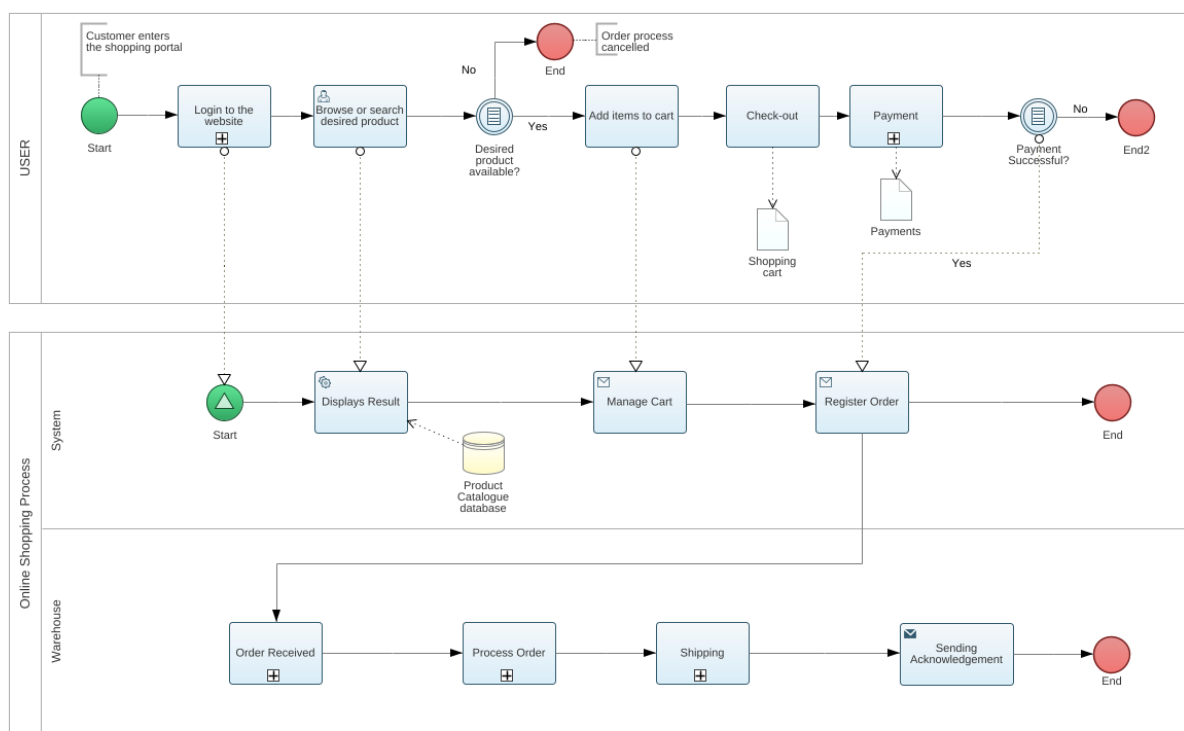 USER
Customer enters
the shopping portal
Start
Login to the
website
Browse or search
desired product
No
End
Order process
cancelled
Desired
product
available?
Yes
Add items to cart
Check-out
Shopping
cart
Payment
Payments
Payment
Successful?
No
End2
Yes
Online Shopping Process
System
Start
Displays Result
Product
Catalogue
database
Manage Cart
Register Order
End
Warehouse
Order Received
Process Order
Shipping
Sending
Acknowledgement
End